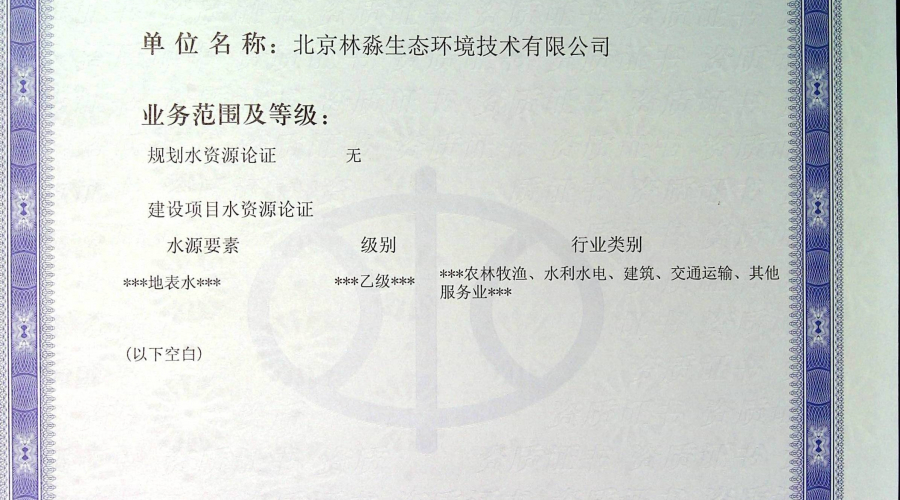 单位名称：北京林淼生态环境技术有限公司
业务范围及等级：
规划水资源论证 无
建设项目水资源论证
水源要素 级别 行业类别
***地表水*** ***乙级*** ***农林牧渔、水利水电、建筑、交通运输、其他
服务业***
(以下空白)